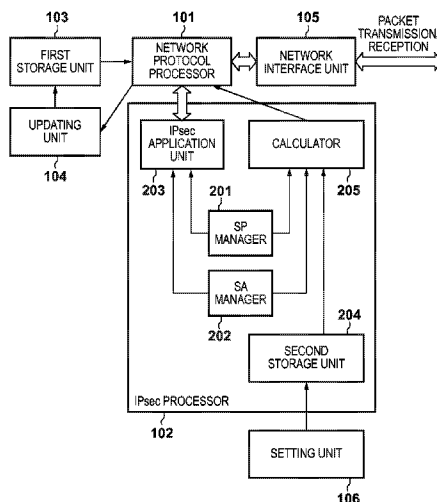 103
FIRST
STORAGE UNIT
101
NETWORK
PROTOCOL
PROCESSOR
105
NETWORK
INTERFACE UNIT
PACKET
TRANSMISSION/
RECEPTION
UPDATING
UNIT
104
IPsec
APPLICATION
UNIT
203
CALCULATOR
205
201
SP
MANAGER
SA
MANAGER
202
204
SECOND
STORAGE UNIT
IPsec PROCESSOR
102
SETTING UNIT
106